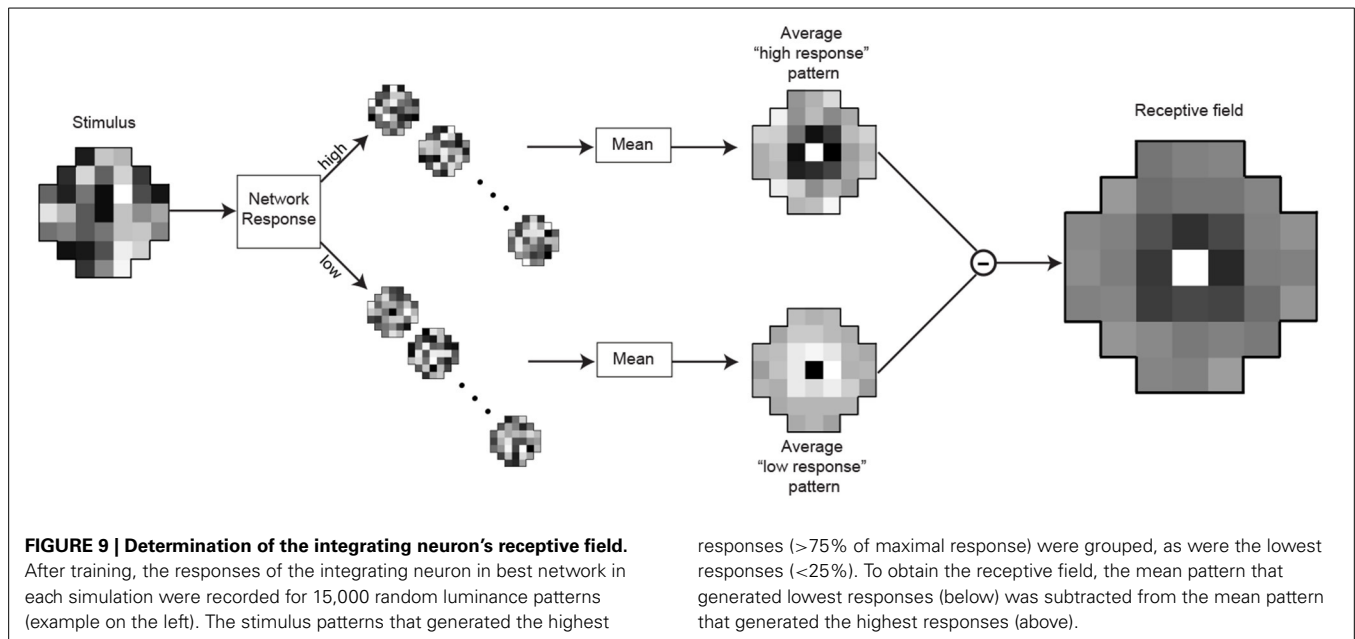 Stimulus
Network
Response
high
low
Mean
Mean
Average
"high response"
pattern
Average
"low response"
pattern
−
Receptive field
FIGURE 9 | Determination of the integrating neuron's receptive field.
After training, the responses of the integrating neuron in best network in
each simulation were recorded for 15,000 random luminance patterns
(example on the left). The stimulus patterns that generated the highest
responses (>75% of maximal response) were grouped, as were the lowest
responses (<25%). To obtain the receptive field, the mean pattern that
generated lowest responses (below) was subtracted from the mean pattern
that generated the highest responses (above).